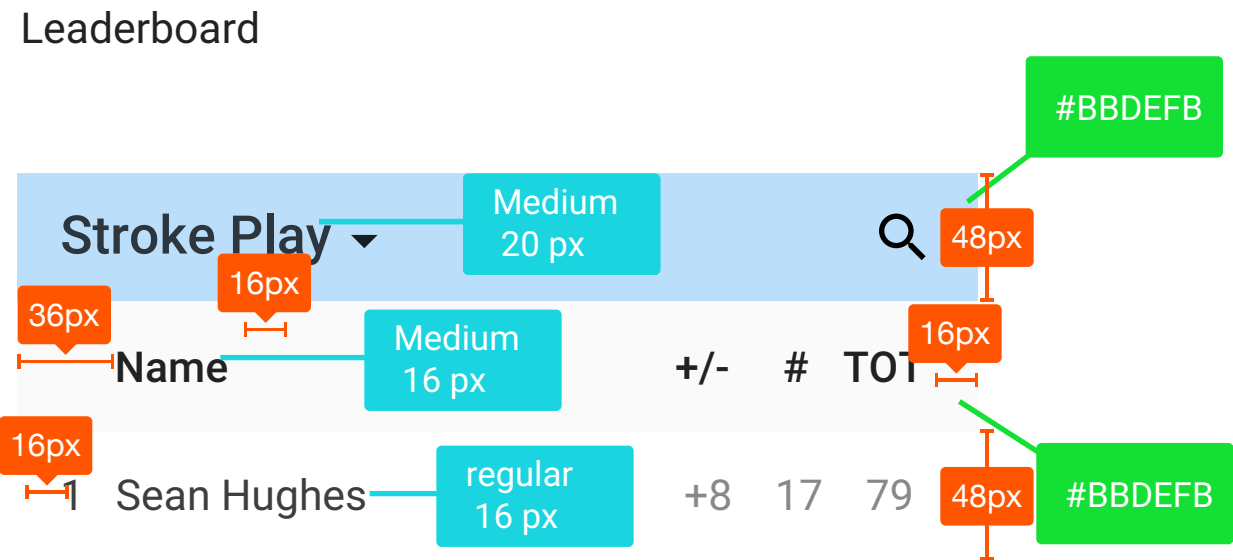 Leaderboard
#BBDEFB
Stroke Play
Medium
20 px
48px
16px
36px
Name
Medium
16 px
+/- # TOT
16px
16px
1 Sean Hughes
regular
16 px
+8 17 79
48px
#BBDEFB